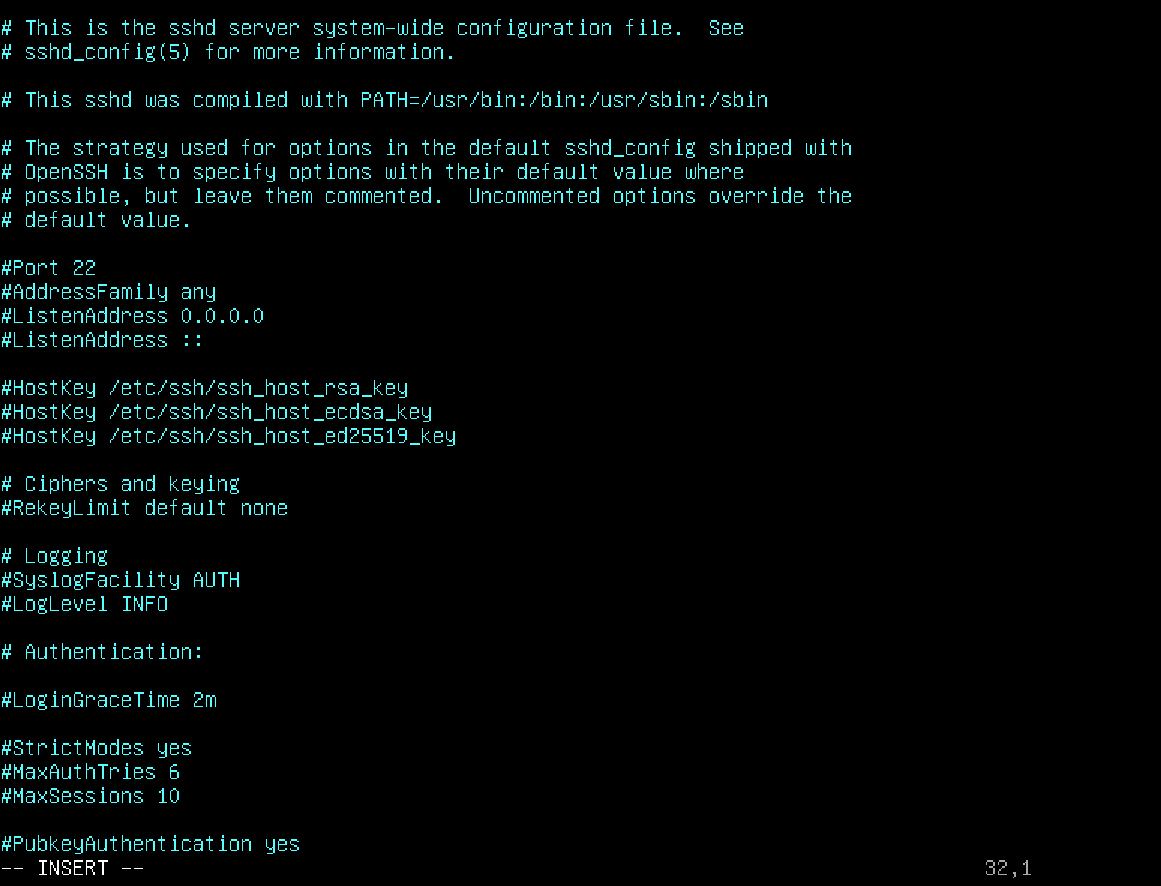 # This is the sshd server system-wide configuration file.  See
# sshd_config(5) for more information.
# This sshd was compiled with PATH=/usr/bin:/bin:/usr/sbin:/sbin
# The strategy used for options in the default sshd_config shipped with
# OpenSSH is to specify options with their default value where
# possible, but leave them commented.  Uncommented options override the
# default value.
#Port 22
#AddressFamily any
#ListenAddress 0.0.0.0
#ListenAddress ::
#HostKey /etc/ssh/ssh_host_rsa_key
#HostKey /etc/ssh/ssh_host_ecdsa_key
#HostKey /etc/ssh/ssh_host_ed25519_key
# Ciphers and keying
#RekeyLimit default none
# Logging
#SyslogFacility AUTH
#LogLevel INFO
# Authentication:
#LoginGraceTime 2m
#StrictModes yes
#MaxAuthTries 6
#MaxSessions 10
#PubkeyAuthentication yes
-- INSERT -- 32,1